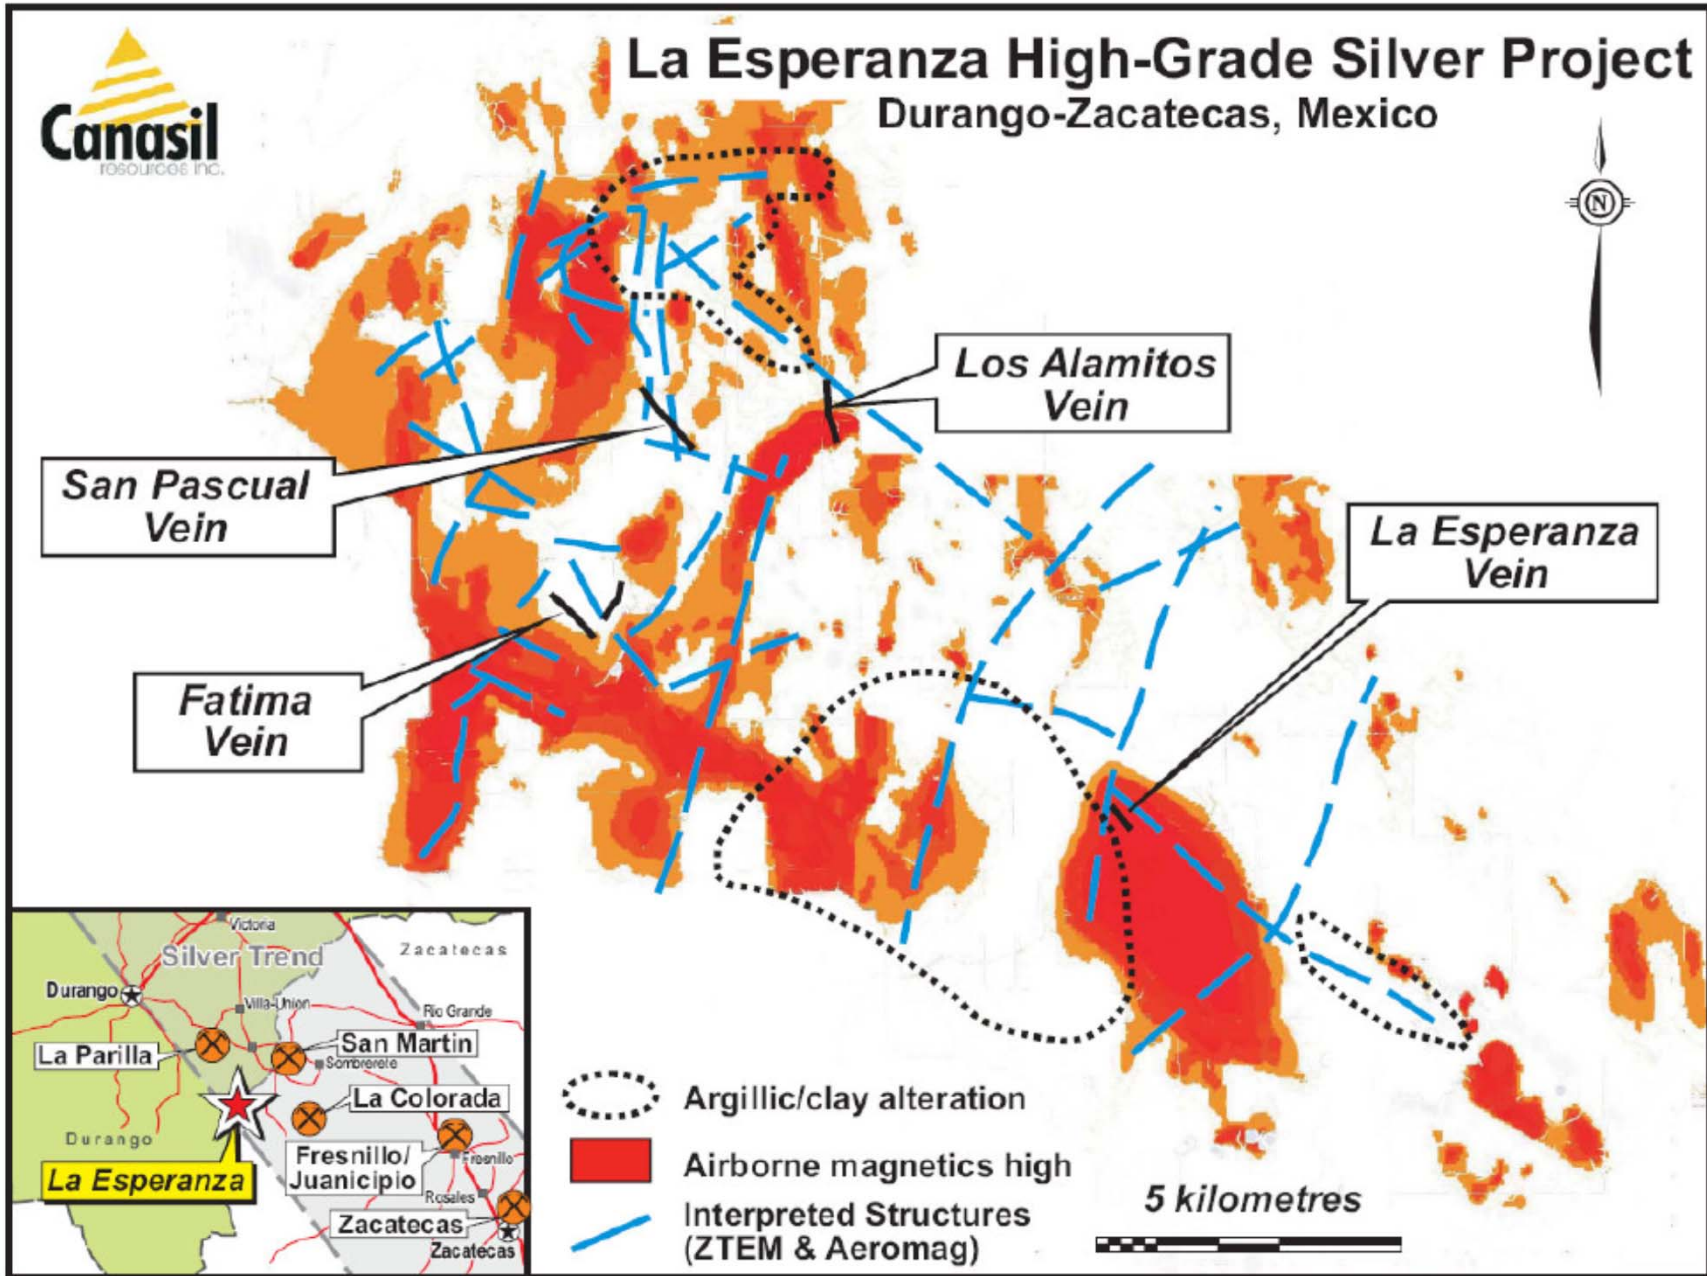 Canasil
resources inc.
La Esperanza High-Grade Silver Project
Durango-Zacatecas, Mexico
N
Los Alamitos
Vein
San Pascual
Vein
La Esperanza
Vein
Fatima
Vein
Victoria
Silver Trend
Zacatecas
Durango
Villa-Union
Rio Grande
La Parilla
San Martin
Sombrerete
La Colorada
Durango
Fresnillo/
Juanicipio
Fresnillo
La Esperanza
Rosales
Zacatecas
Zacatecas
Argillic/clay alteration
Airborne magnetics high
Interpreted Structures
(ZTEM & Aeromag)
5 kilometres